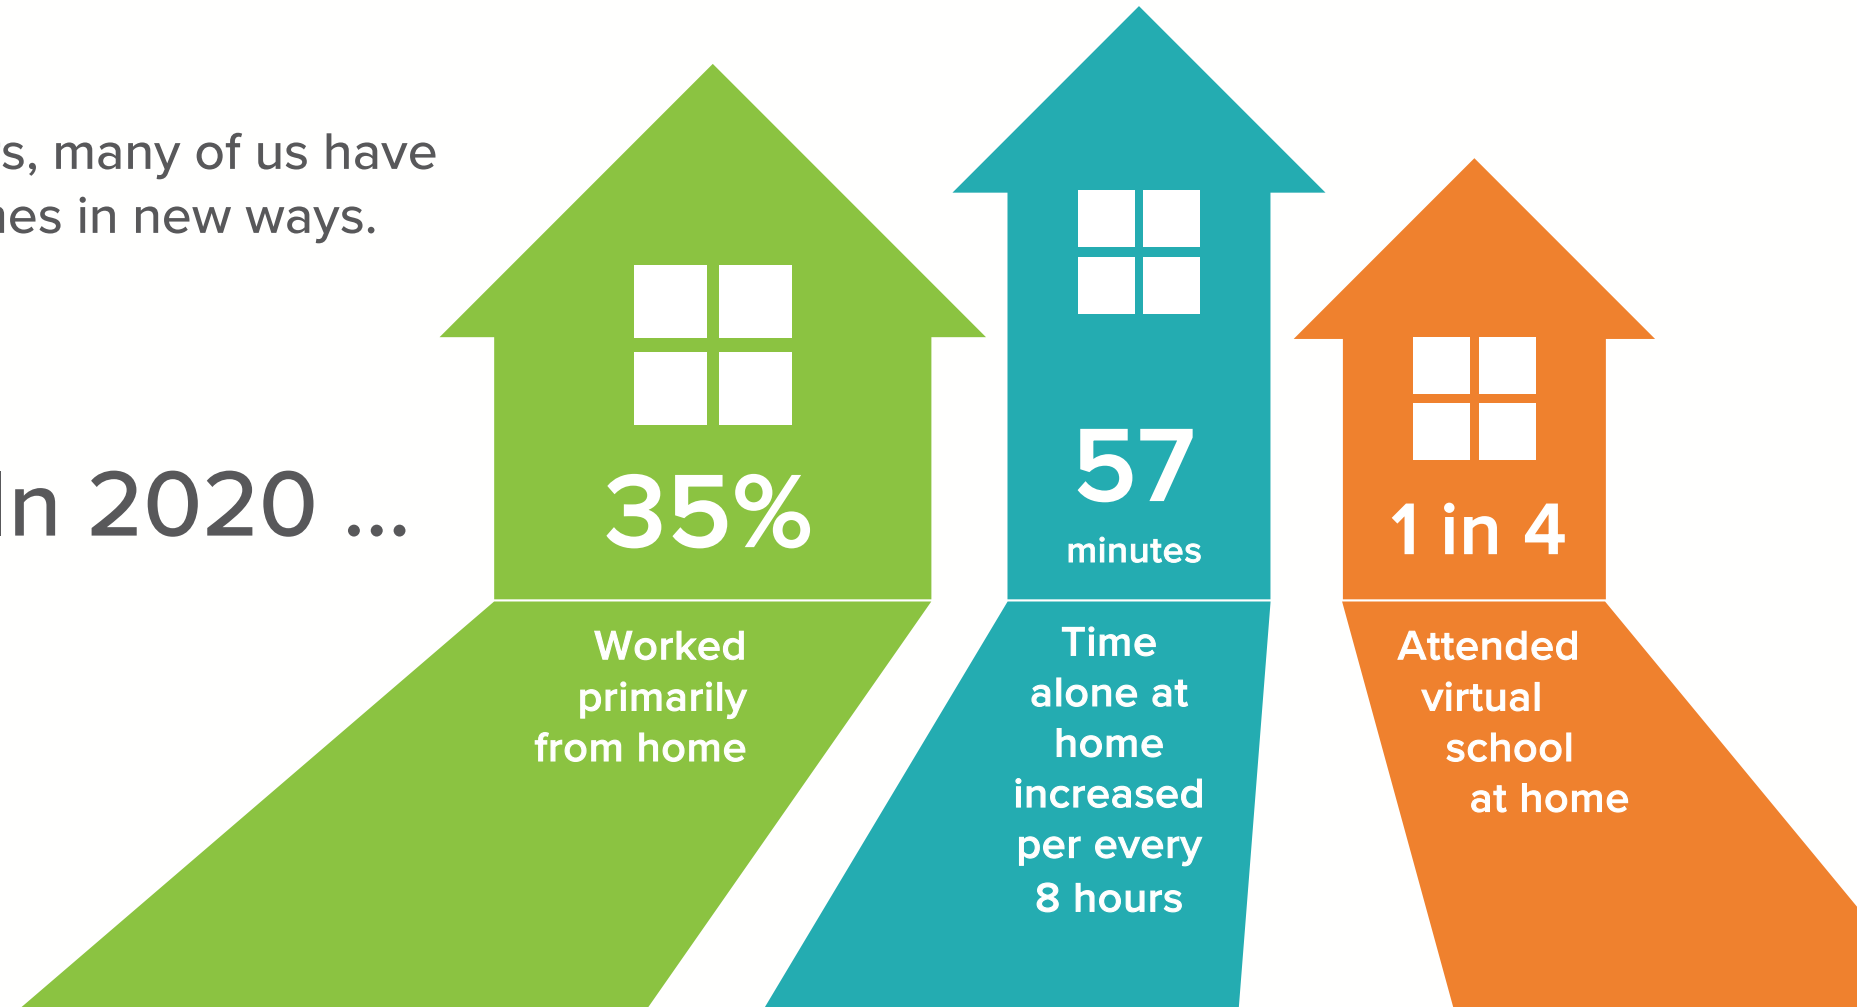 s, many of us have
es in new ways.
In 2020 ...
35%
Worked
primarily
from home
57
minutes
Time
alone at
home
increased
per every
8 hours
1 in 4
Attended
virtual
school
at home